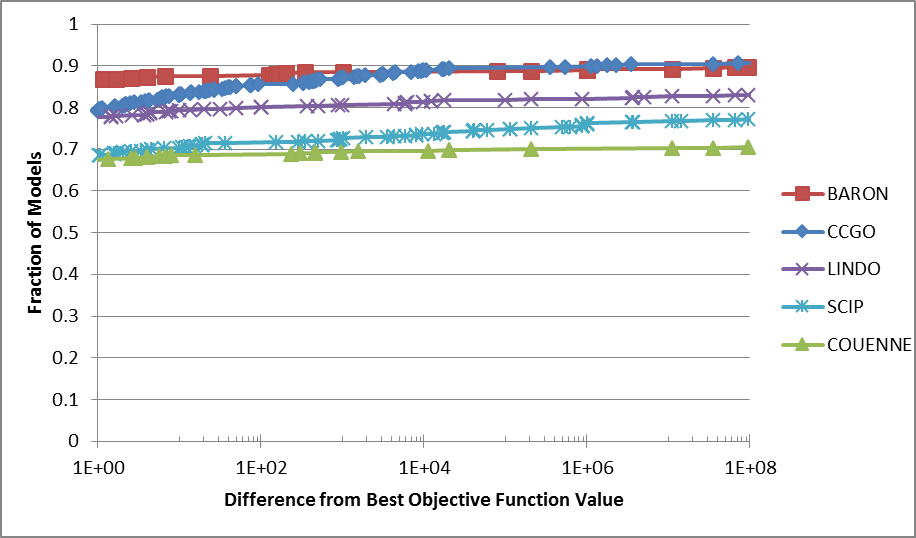 1
0.9
0.8
0.7
0.6
0.5
0.4
0.3
0.2
0.1
0
Fraction of Models
1E+00
1E+02
1E+04
1E+06
1E+08
Difference from Best Objective Function Value
BARON
CCGO
LINDO
SCIP
COUENNE